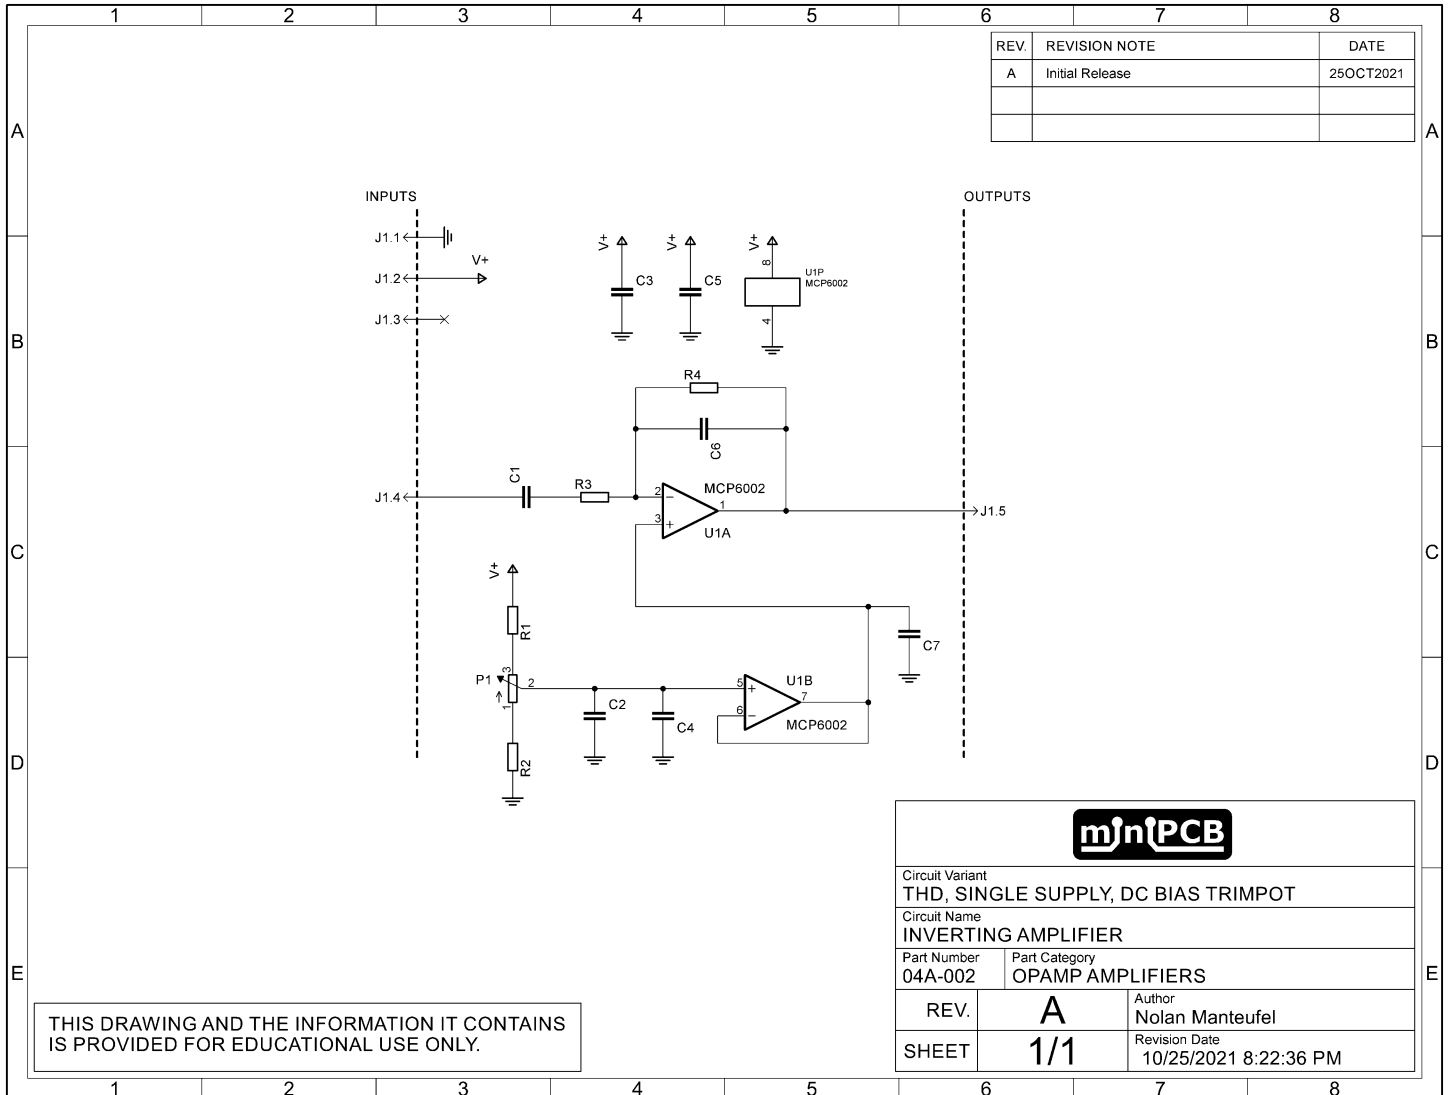 1 2 3 4 5 6 7 8
REV. REVISION NOTE DATE
A Initial Release 25OCT2021
A A
INPUTS OUTPUTS
J1.1
V+
J1.2
J1.3
V+ V+ V+
C3 C5
8
U1P
MCP6002
4
B B
R4
C6
C1
R3
J1.4
2
3
1
MCP6002
U1A
J1.5
C C
V+
R1
P1
3
2
1
R2
C2
C4
5
6
7
U1B
MCP6002
C7
D D
miniPCB
Circuit Variant
THD, SINGLE SUPPLY, DC BIAS TRIMPOT
Circuit Name
INVERTING AMPLIFIER
Part Number Part Category
04A-002 OPAMP AMPLIFIERS
E E
REV. A Author
Nolan Manteufel
SHEET 1/1 Revision Date
10/25/2021 8:22:36 PM
THIS DRAWING AND THE INFORMATION IT CONTAINS
IS PROVIDED FOR EDUCATIONAL USE ONLY.
1 2 3 4 5 6 7 8